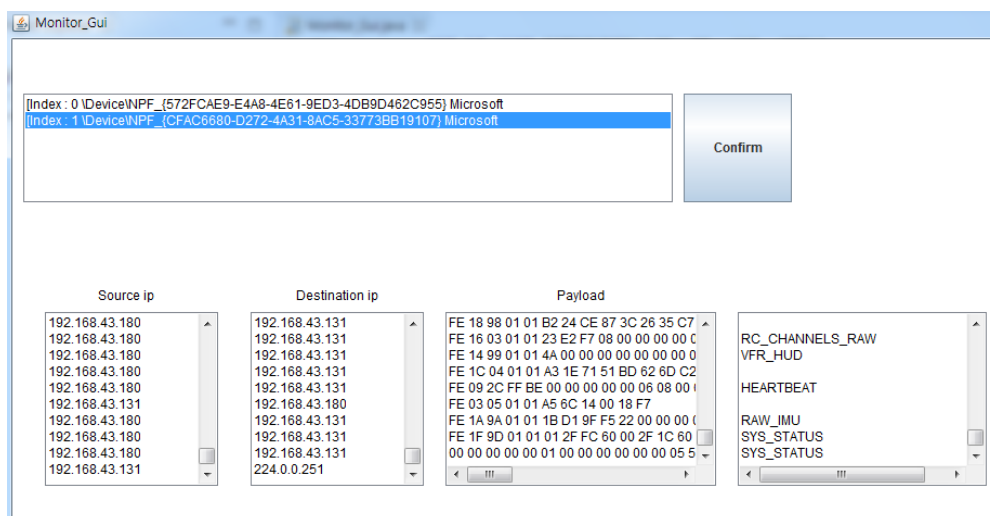 Monitor_Gui
[Index : 0 \Device\NPF_{572FCAE9-E4A8-4E61-9ED3-4DB9D462C955} Microsoft
[Index : 1 \Device\NPF_{CFAC6680-D272-4A31-8AC5-33773BB19107} Microsoft
Confirm
Source ip
192.168.43.180
192.168.43.180
192.168.43.180
192.168.43.180
192.168.43.180
192.168.43.131
192.168.43.180
192.168.43.180
192.168.43.180
192.168.43.131
Destination ip
192.168.43.131
192.168.43.131
192.168.43.131
192.168.43.131
192.168.43.131
192.168.43.180
192.168.43.131
192.168.43.131
192.168.43.131
224.0.0.251
Payload
FE 18 98 01 01 B2 24 CE 87 3C 26 35 C7
FE 16 03 01 01 23 E2 F7 08 00 00 00 00
FE 14 99 01 01 4A 00 00 00 00 00 00 00
FE 1C 04 01 01 A3 1E 71 51 BD 62 6D C2
FE 09 2C FF BE 00 00 00 00 00 06 08 00
FE 03 05 01 01 A5 6C 14 00 18 F7
FE 1A 9A 01 01 1B D1 9F F5 22 00 00 00
FE 1F 9D 01 01 01 2F FC 60 00 2F 1C 60
00 00 00 00 00 01 00 00 00 00 00 00 05 5
RC_CHANNELS_RAW
VFR_HUD
HEARTBEAT
RAW_IMU
SYS_STATUS
SYS_STATUS